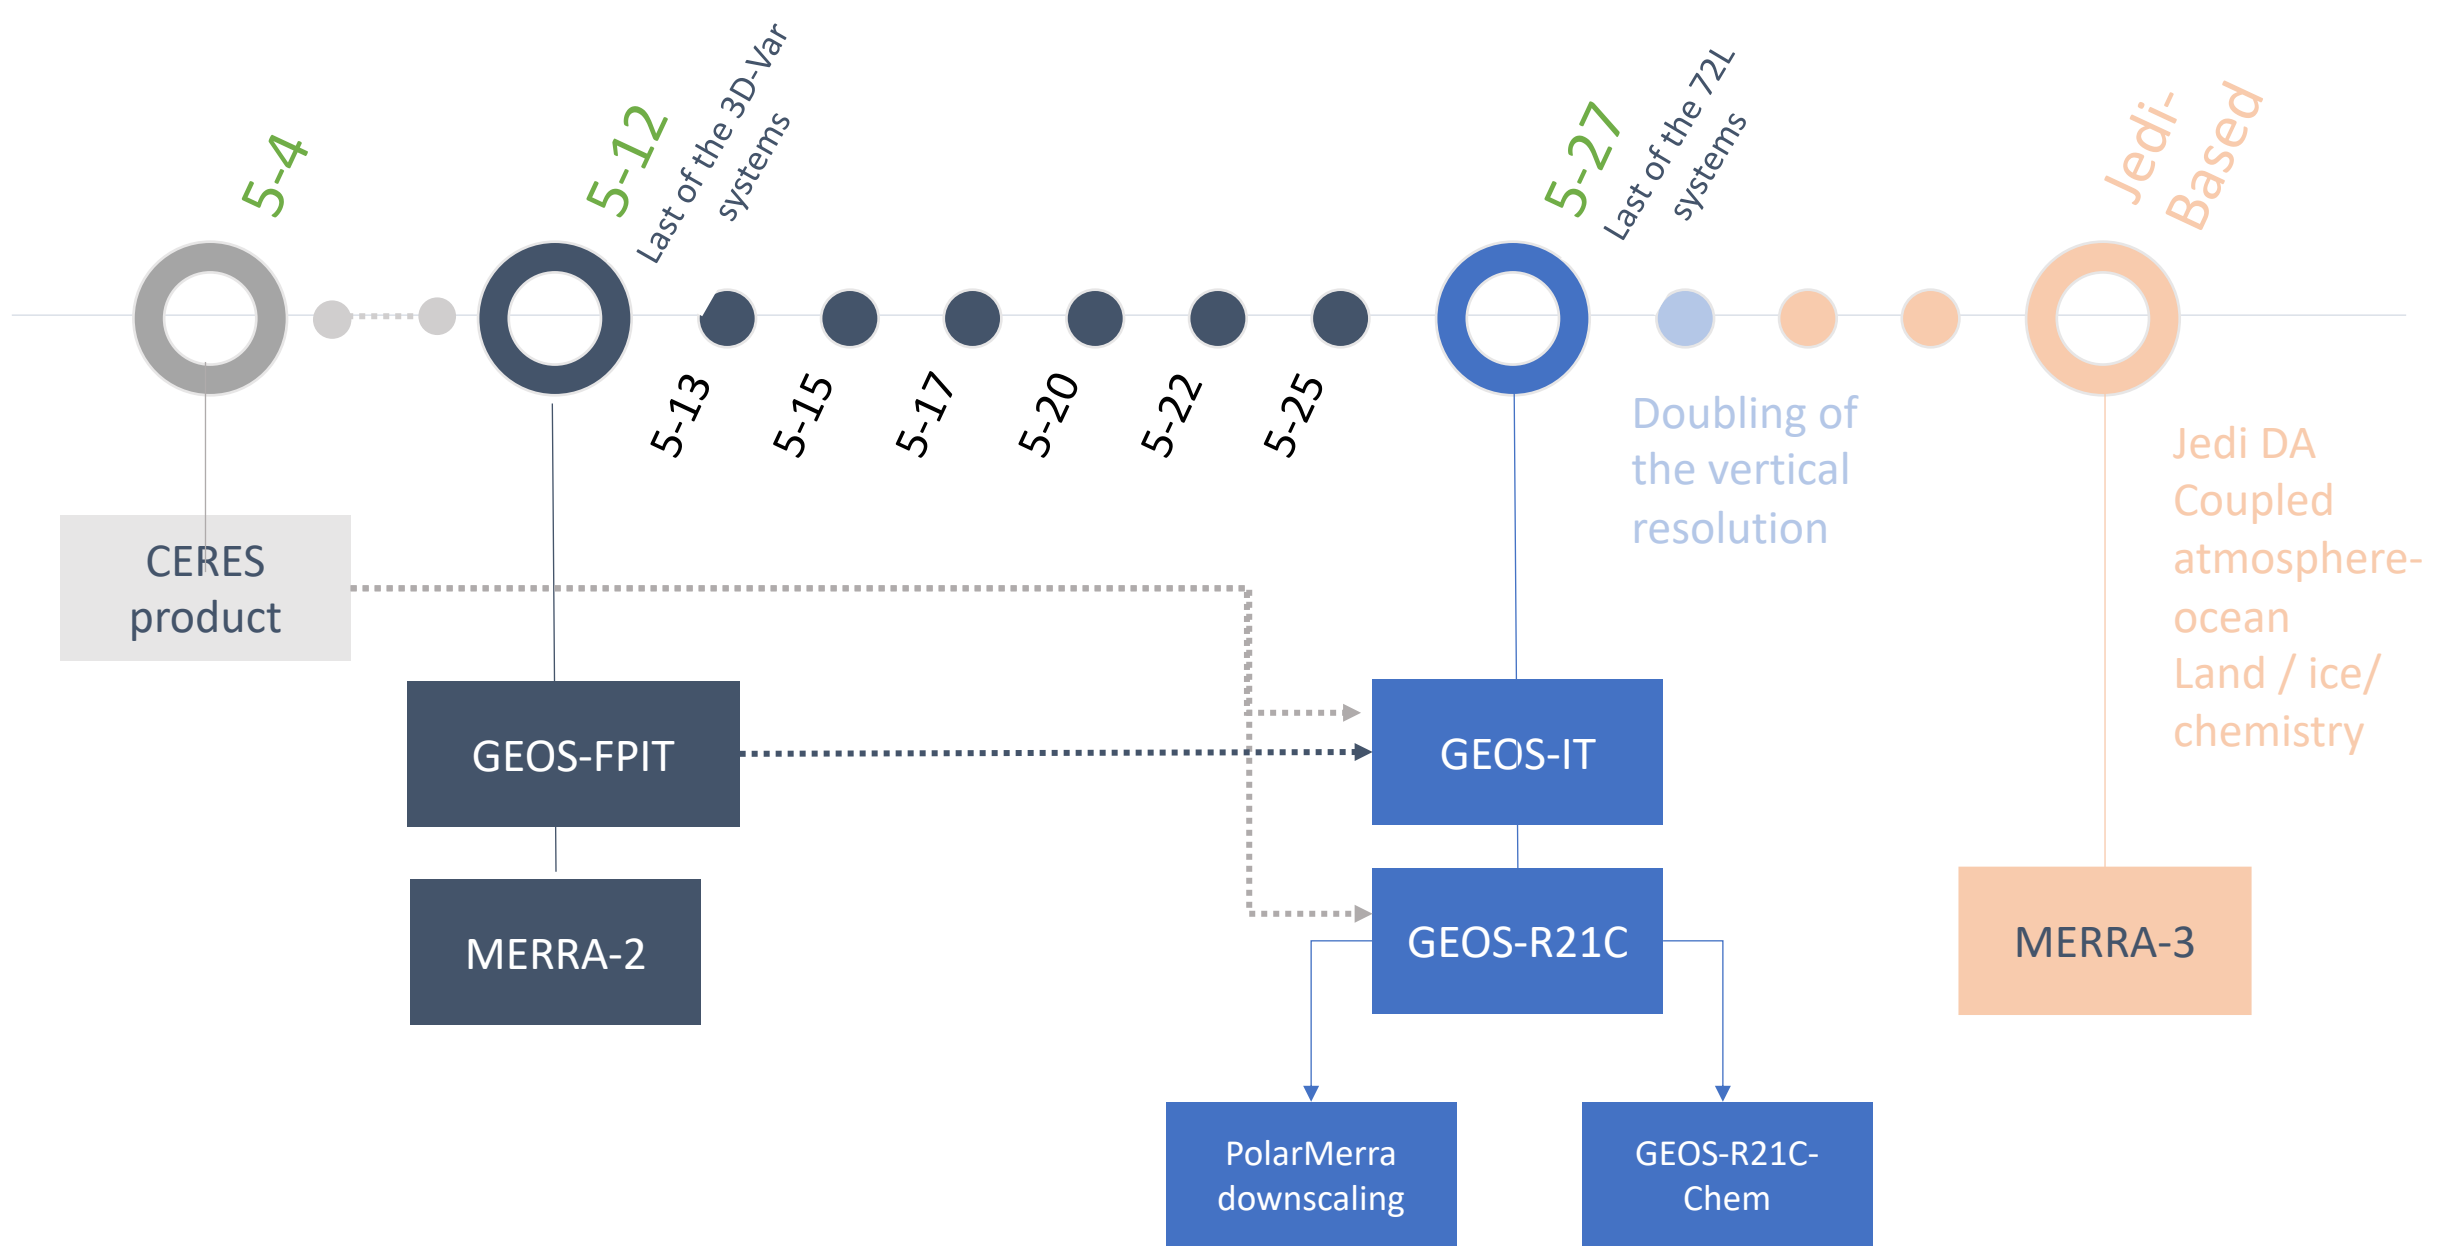 5-4
5-12
Last of the 3D-Var
systems
5-27
Last of the 72L
systems
Jedi-
Based
5-13
5-15
5-17
5-20
5-22
5-25
Doubling of
the vertical
resolution
Jedi DA
Coupled
atmosphere-
ocean
Land / ice/
chemistry
CERES
product
GEOS-FPIT
GEOS-IT
MERRA-2
GEOS-R21C
MERRA-3
PolarMerra
downscaling
GEOS-R21C-
Chem